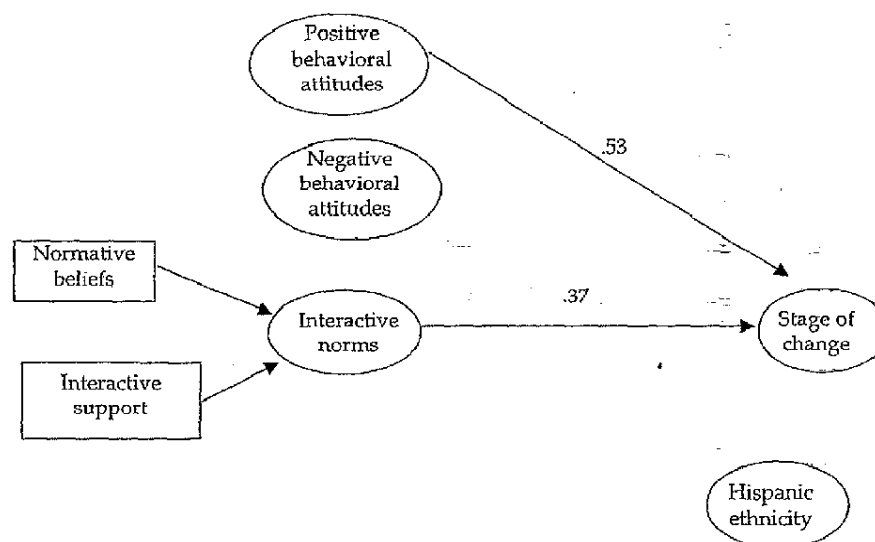 Positive
behavioral
attitudes
.53
Negative
behavioral
attitudes
Normative
beliefs
Interactive
norms
.37
Stage of
change
Interactive
support
Hispanic
ethnicity